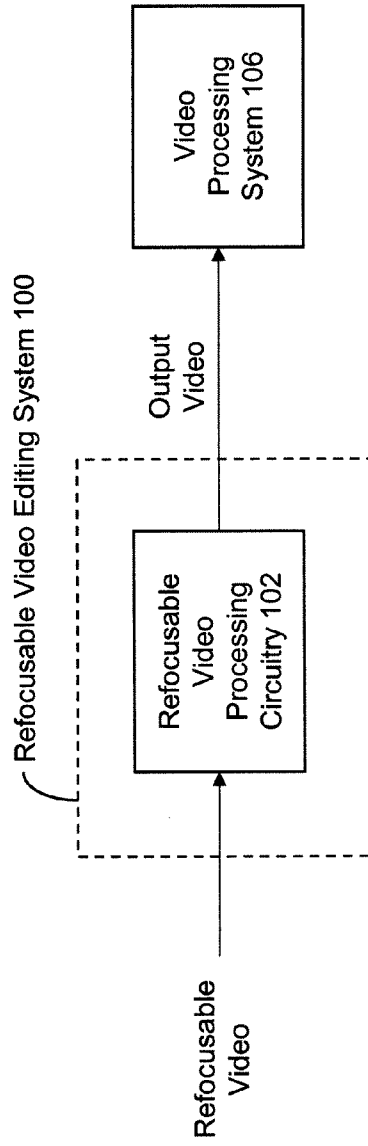 Refocusable Video Editing System 100
Refocusable
Video
Refocusable
Video
Processing
Circuitry 102
Output
Video
Video
Processing
System 106